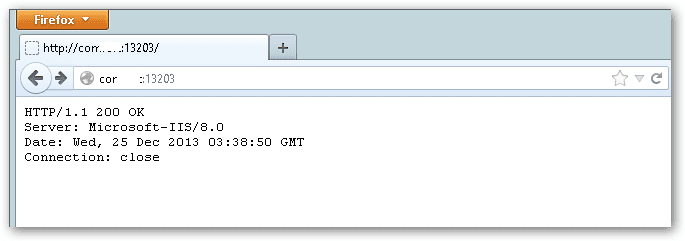 Firefox
http://corr.....:13203/
cor :13203
HTTP/1.1 200 OK
Server: Microsoft-IIS/8.0
Date: Wed, 25 Dec 2013 03:38:50 GMT
Connection: close